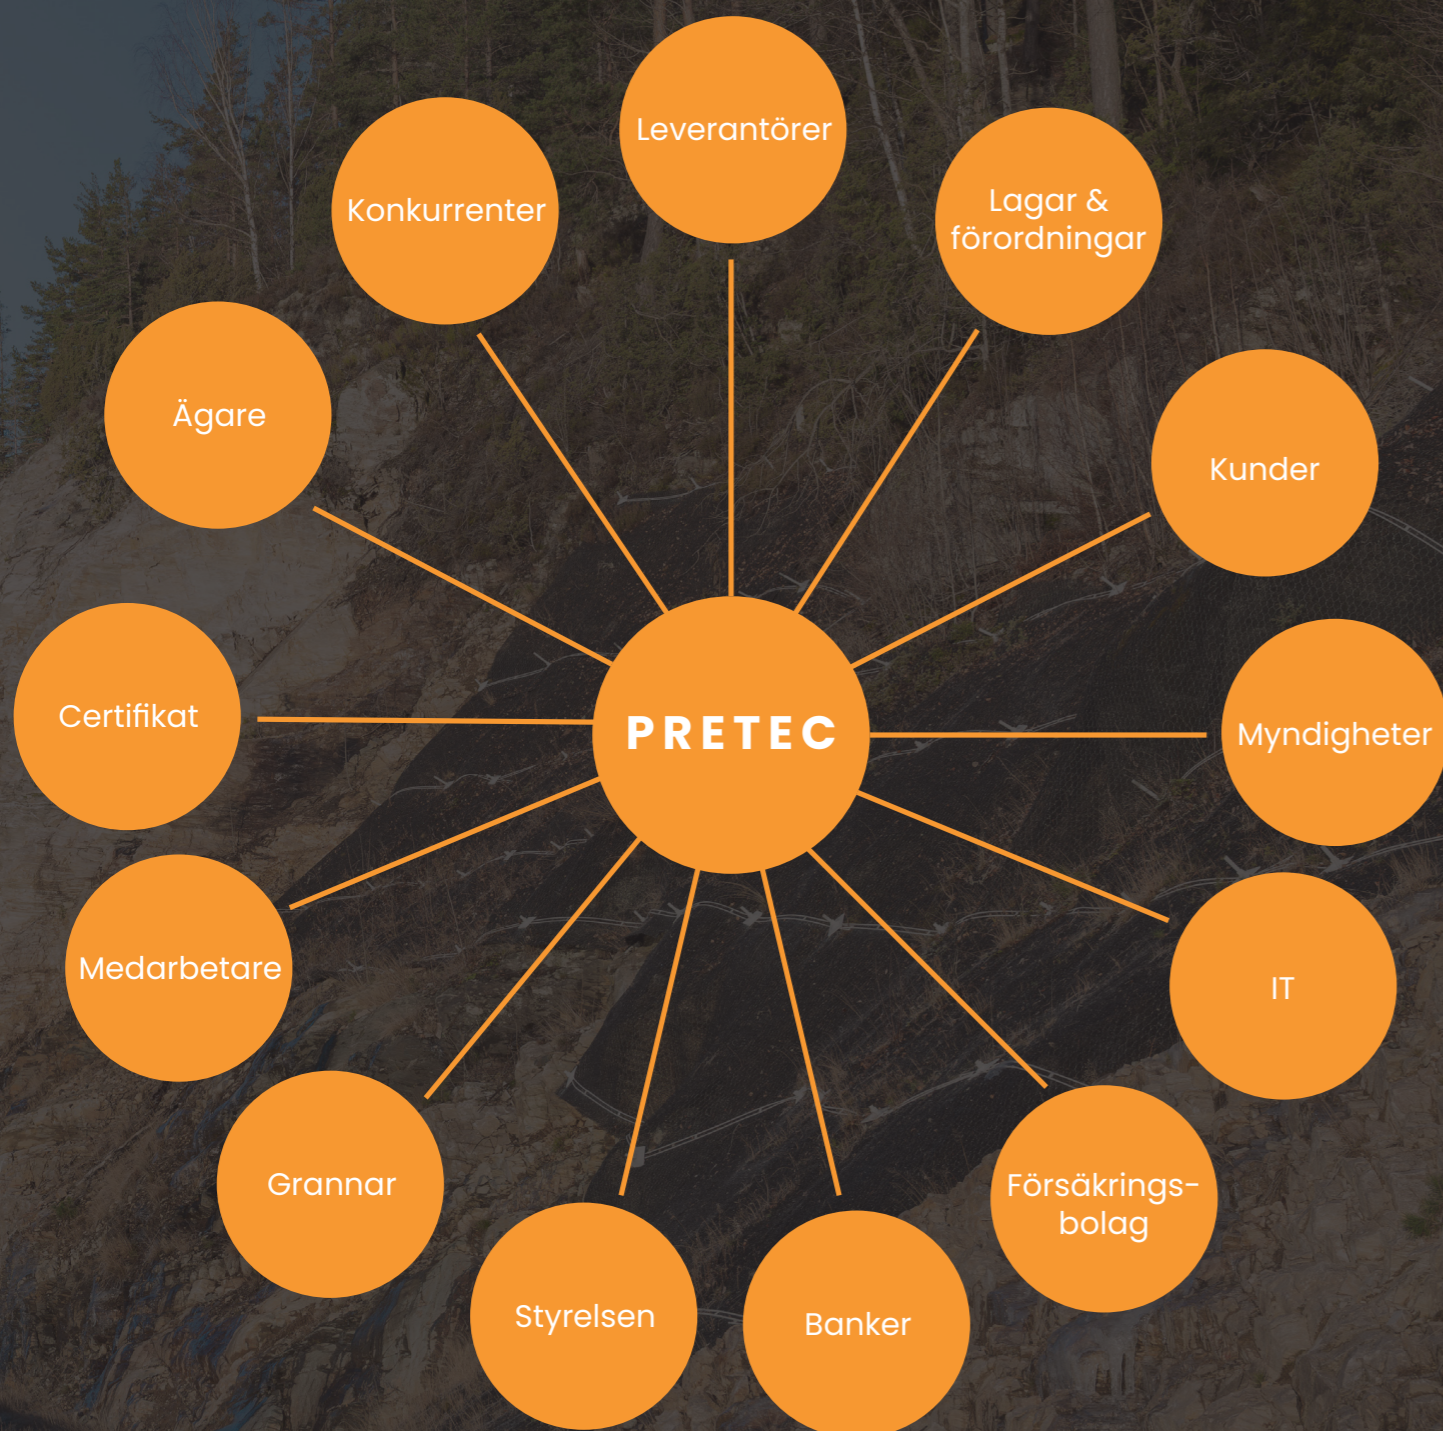 Leverantörer
Konkurrenter
Lagar &
förordningar
Ägare
Kunder
Certifikat
PRETEC
Myndigheter
Medarbetare
IT
Grannar
Försäkrings-
bolag
Styrelsen
Banker